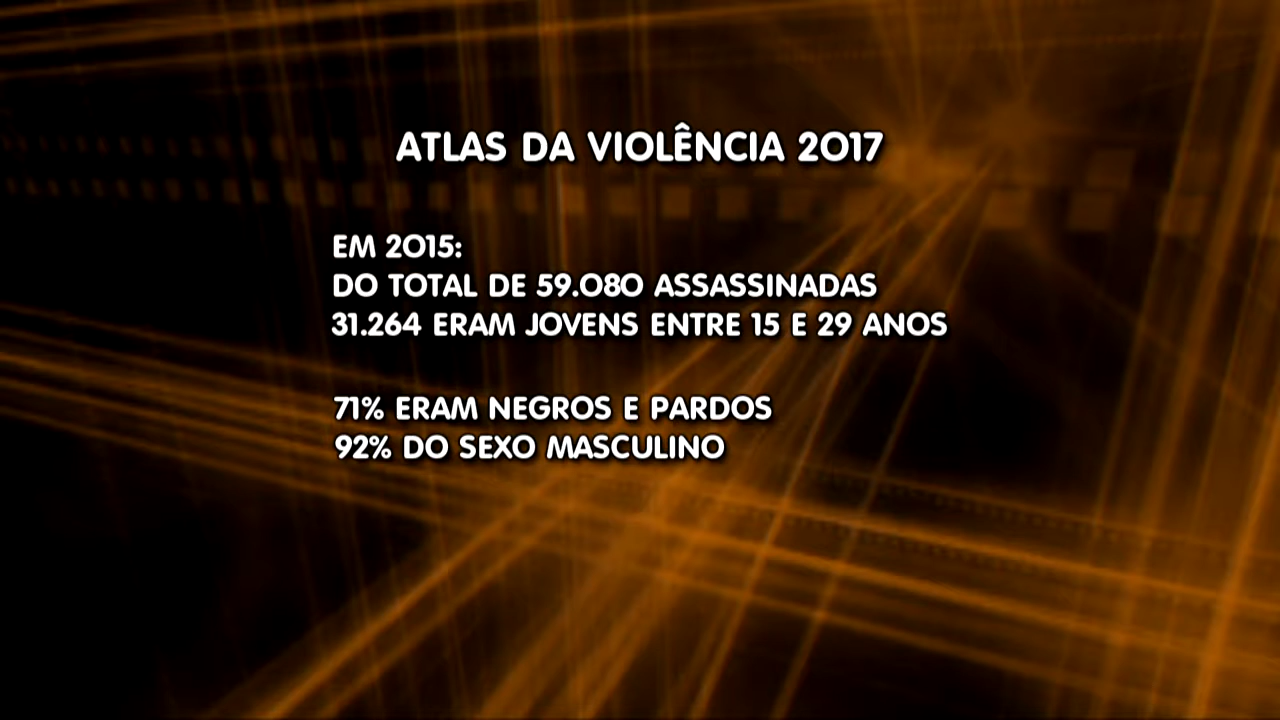 ATLAS DA VIOLÊNCIA 2017
EM 2015:
DO TOTAL DE 59.080 ASSASSINADAS
31.264 ERAM JOVENS ENTRE 15 E 29 ANOS
71% ERAM NEGROS E PARDOS
92% DO SEXO MASCULINO